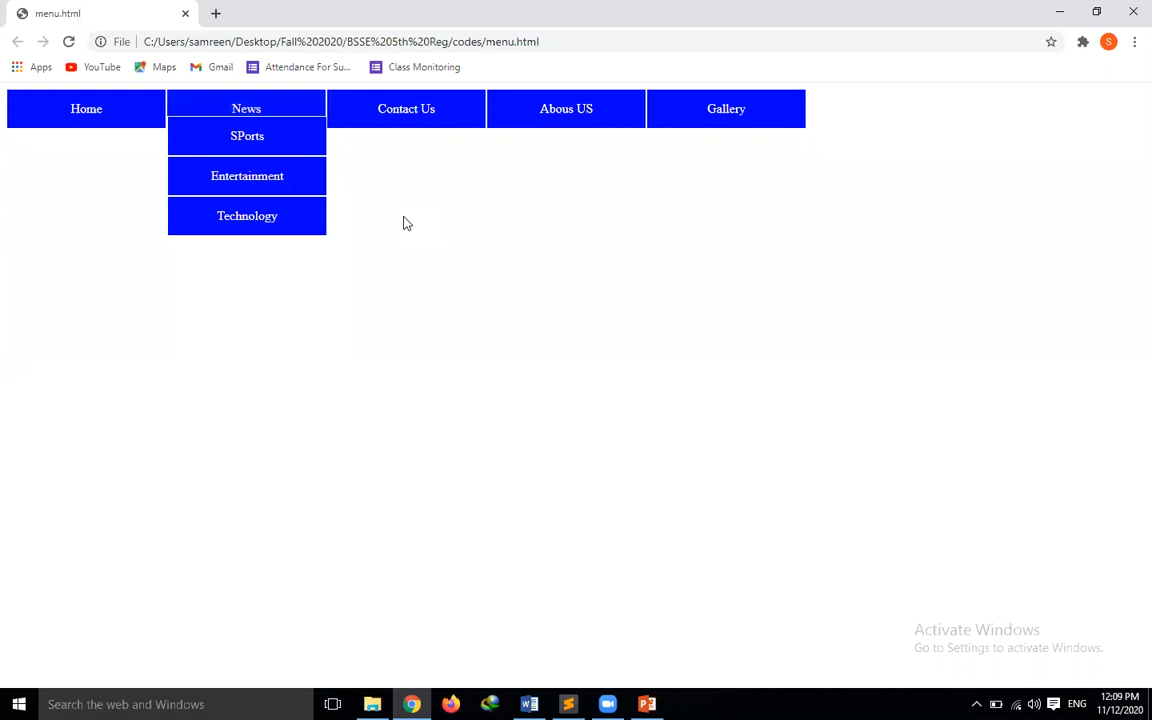 menu.html
File C:/Users/samreen/Desktop/Fall%202020/BSSE%205th%20Reg/codes/menu.html
S
Apps YouTube Maps Gmail Attendance For Su... Class Monitoring
Home News Contact Us Abous US Gallery
SPorts
Entertainment
Technology
Activate Windows
Go to Settings to activate Windows.
Search the web and Windows
ENG
12:09 PM
11/12/2020